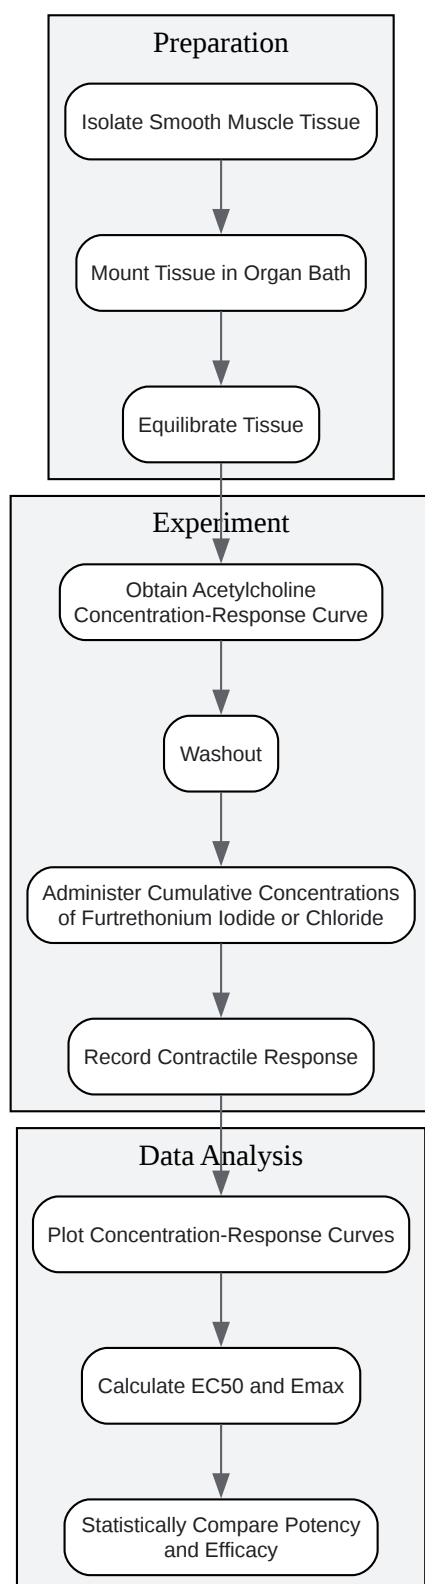 Preparation
Isolate Smooth Muscle Tissue
Mount Tissue in Organ Bath
Equilibrate Tissue
Experiment
Obtain Acetylcholine
Concentration-Response Curve
Washout
Administer Cumulative Concentrations
of Furtrethonium Iodide or Chloride
Record Contractile Response
Data Analysis
Plot Concentration-Response Curves
Calculate EC50 and Emax
Statistically Compare Potency
and Efficacy